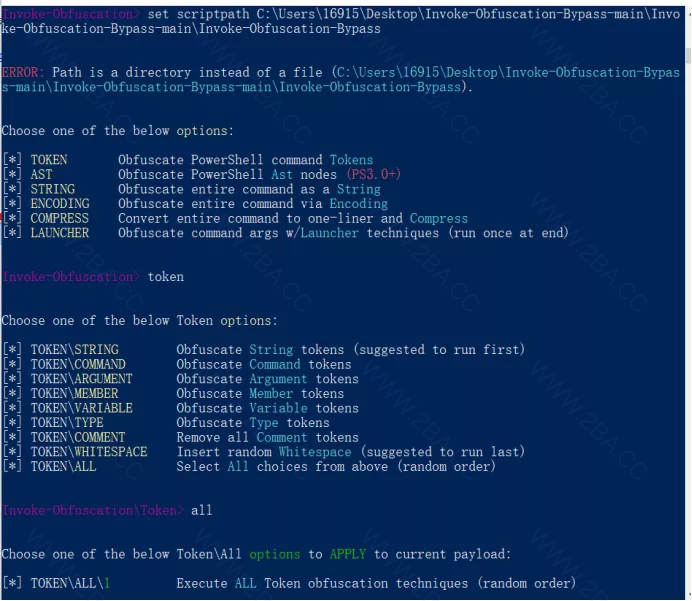 Invoke-Obfuscation> set scriptpath C:\Users\16915\Desktop\Invoke-Obfuscation-Bypass-main\Invo
ke-Obfuscation-Bypass-main\Invoke-Obfuscation-Bypass
ERROR: Path is a directory instead of a file (C:\Users\16915\Desktop\Invoke-Obfuscation-Bypas
s-main\Invoke-Obfuscation-Bypass-main\Invoke-Obfuscation-Bypass).
Choose one of the below options:
[*] TOKEN Obfuscate PowerShell command Tokens
[*] AST Obfuscate PowerShell Ast nodes (PS3.0+)
[*] STRING Obfuscate entire command as a String
[*] ENCODING Obfuscate entire command via Encoding
[*] COMPRESS Convert entire command to one-liner and Compress
[*] LAUNCHER Obfuscate command args w/Launcher techniques (run once at end)
Invoke-Obfuscation> token
Choose one of the below Token options:
[*] TOKEN\STRING Obfuscate String tokens (suggested to run first)
[*] TOKEN\COMMAND Obfuscate Command tokens
[*] TOKEN\ARGUMENT Obfuscate Argument tokens
[*] TOKEN\MEMBER Obfuscate Member tokens
[*] TOKEN\VARIABLE Obfuscate Variable tokens
[*] TOKEN\TYPE Obfuscate Type tokens
[*] TOKEN\COMMENT Remove all Comment tokens
[*] TOKEN\WHITESPACE Insert random Whitespace (suggested to run last)
[*] TOKEN\ALL Select All choices from above (random order)
Invoke-Obfuscation\Token> all
Choose one of the below Token\All options to APPLY to current payload:
[*] TOKEN\ALL\1 Execute ALL Token obfuscation techniques (random order)
WWW.2BA.CC